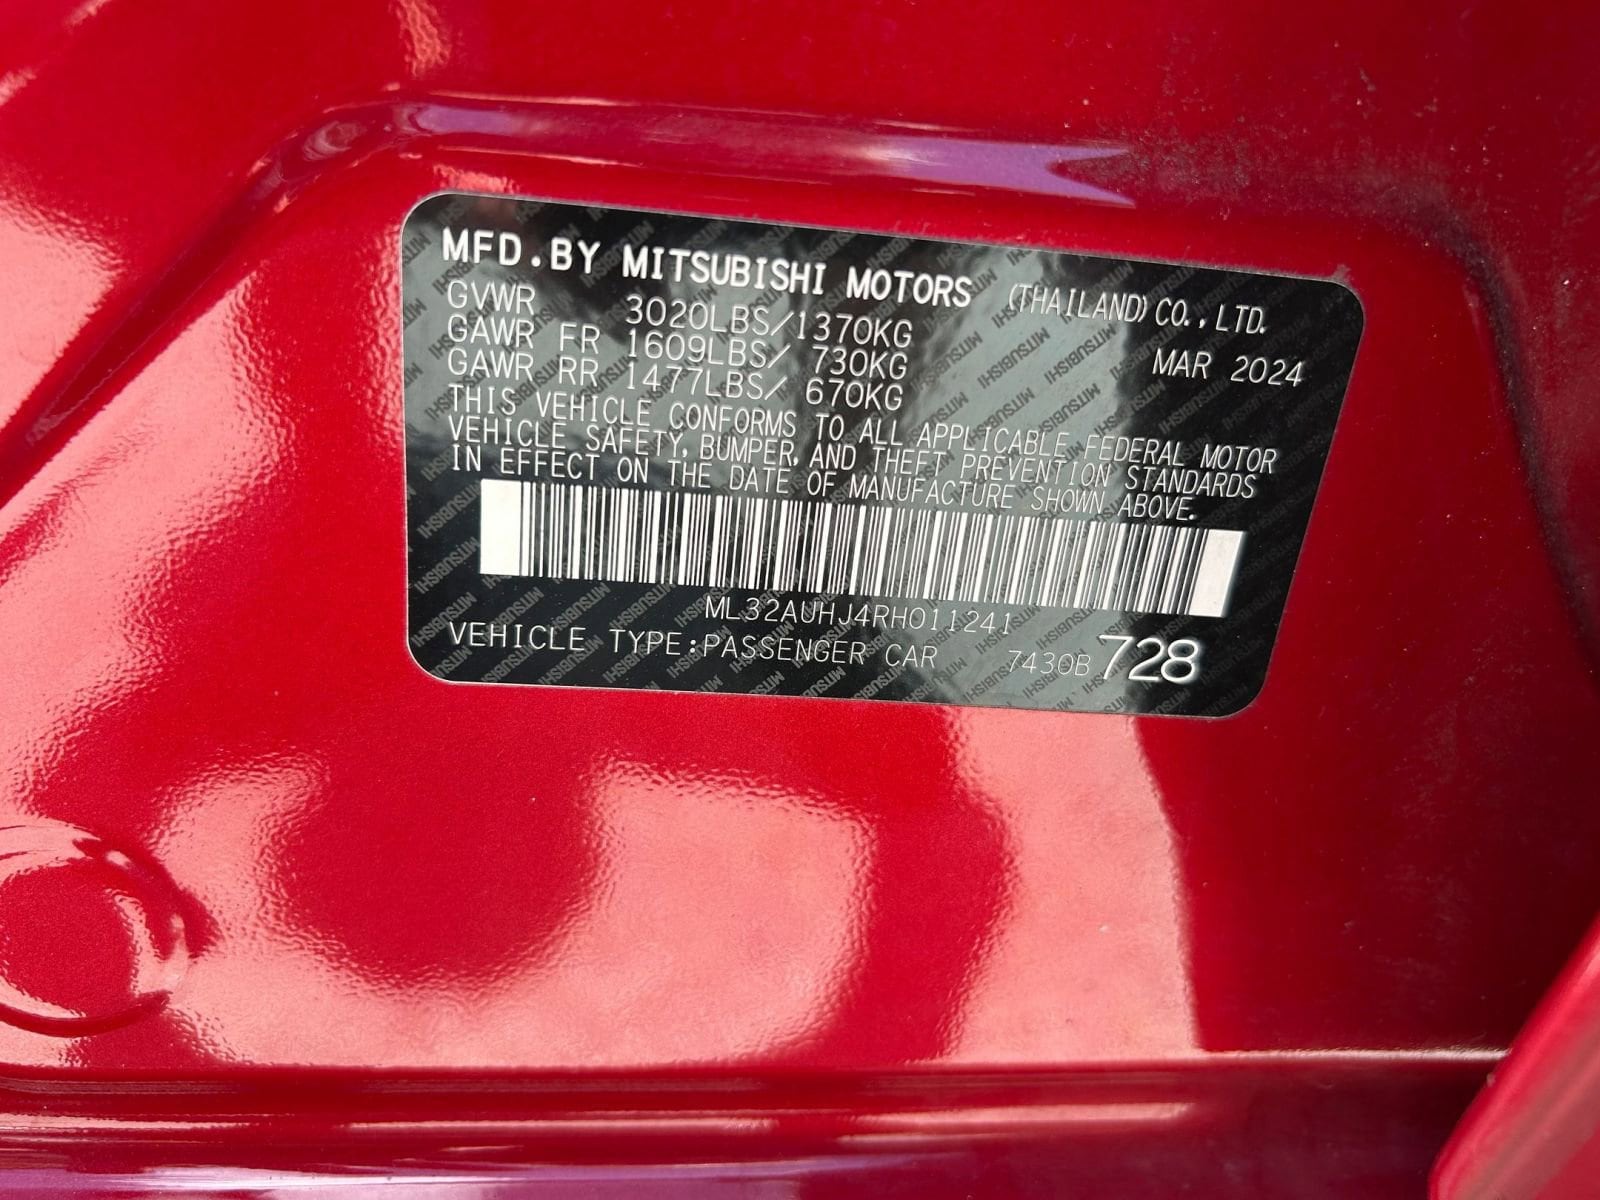 MFD.BY MITSUBISHI MOTORS (THAILAND) CO., LTD.
GVWR 3020LBS/1370KG
MAR 2024
GAWR FR 1609LBS/ 730KG
GAWR RR 1477LBS/ 670KG
THIS VEHICLE CONFORMS TO ALL APPLICABLE FEDERAL MOTOR
VEHICLE SAFETY, BUMPER, AND THEFT PREVENTION STANDARDS
IN EFFECT ON THE DATE OF MANUFACTURE SHOWN ABOVE.
ML32AUHJ4RH011241
VEHICLE TYPE:PASSENGER CAR 7430B 728